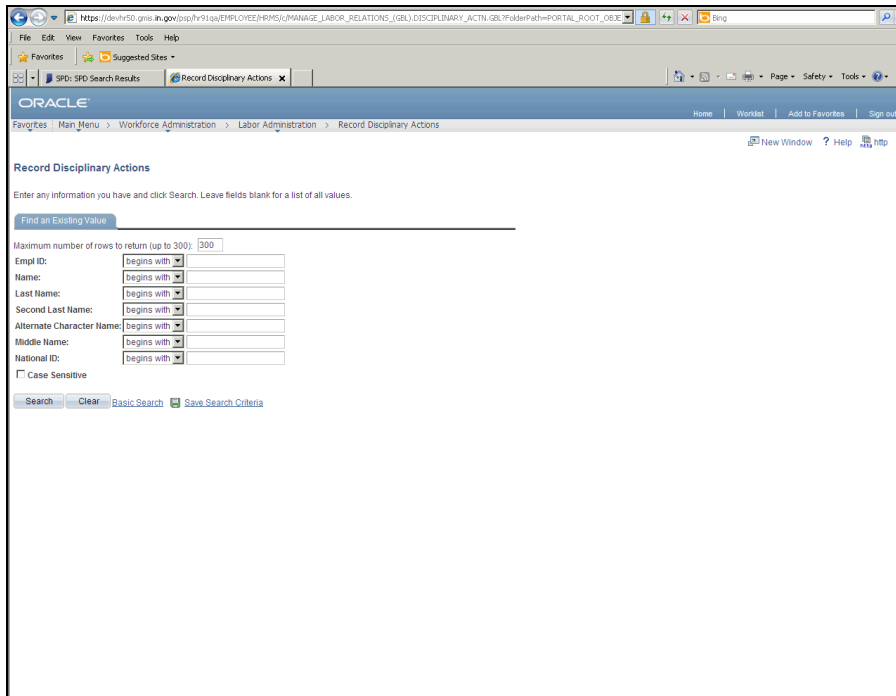 https://devhr50.gmis.in.gov/psp/hr91qa/EMPLOYEE/HRMS/c/MANAGE_LABOR_RELATIONS_(GBL).DISCIPLINARY_ACTN.GBL?FolderPath=PORTAL_ROOT_OBJE
Bing
File Edit View Favorites Tools Help
Favorites Suggested Sites
SPD: SPD Search Results Record Disciplinary Actions X Page Safety Tools
ORACLE
Home | Worklist | Add to Favorites | Sign out
Favorites Main Menu > Workforce Administration > Labor Administration > Record Disciplinary Actions
New Window ? Help http
Record Disciplinary Actions
Enter any information you have and click Search. Leave fields blank for a list of all values.
Find an Existing Value
Maximum number of rows to return (up to 300): 300
Empl ID: begins with
Name: begins with
Last Name: begins with
Second Last Name: begins with
Alternate Character Name: begins with
Middle Name: begins with
National ID: begins with
Case Sensitive
Search Clear Basic Search Save Search Criteria